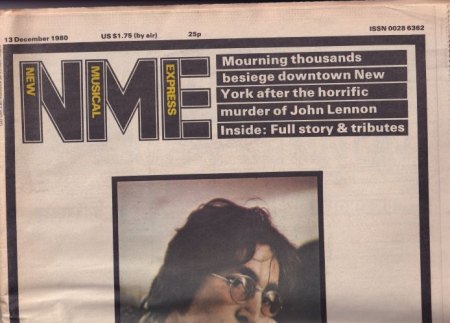 13 December 1980 US $1.75 (by air) 25p ISSN 0028 6362
NME
NEW MUSICAL EXPRESS
Mourning thousands
besiege downtown New
York after the horrific
murder of John Lennon
Inside: Full story & tributes